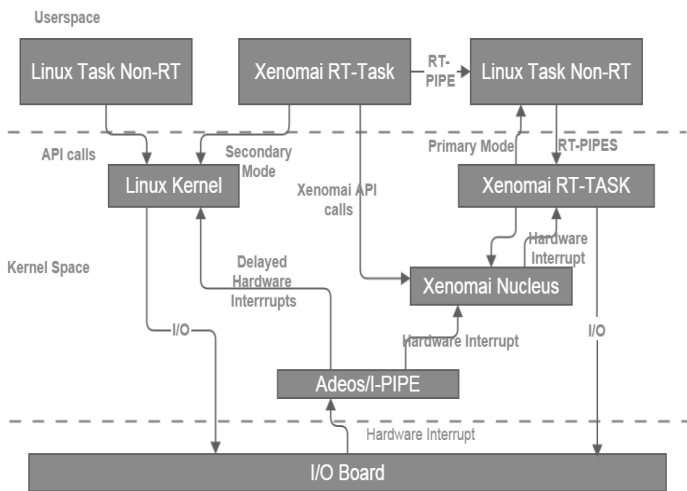 Userspace
Linux Task Non-RT
Xenomai RT-Task
RT-
PIPE
Linux Task Non-RT
API calls
Secondary
Mode
Primary Mode
RT-PIPES
Linux Kernel
Xenomai API
calls
Xenomai RT-TASK
Hardware
Interrupt
Kernel Space
Delayed
Hardware
Interrrupts
Xenomai Nucleus
I/O
I/O
Hardware Interrupt
Adeos/I-PIPE
Hardware Interrupt
I/O Board